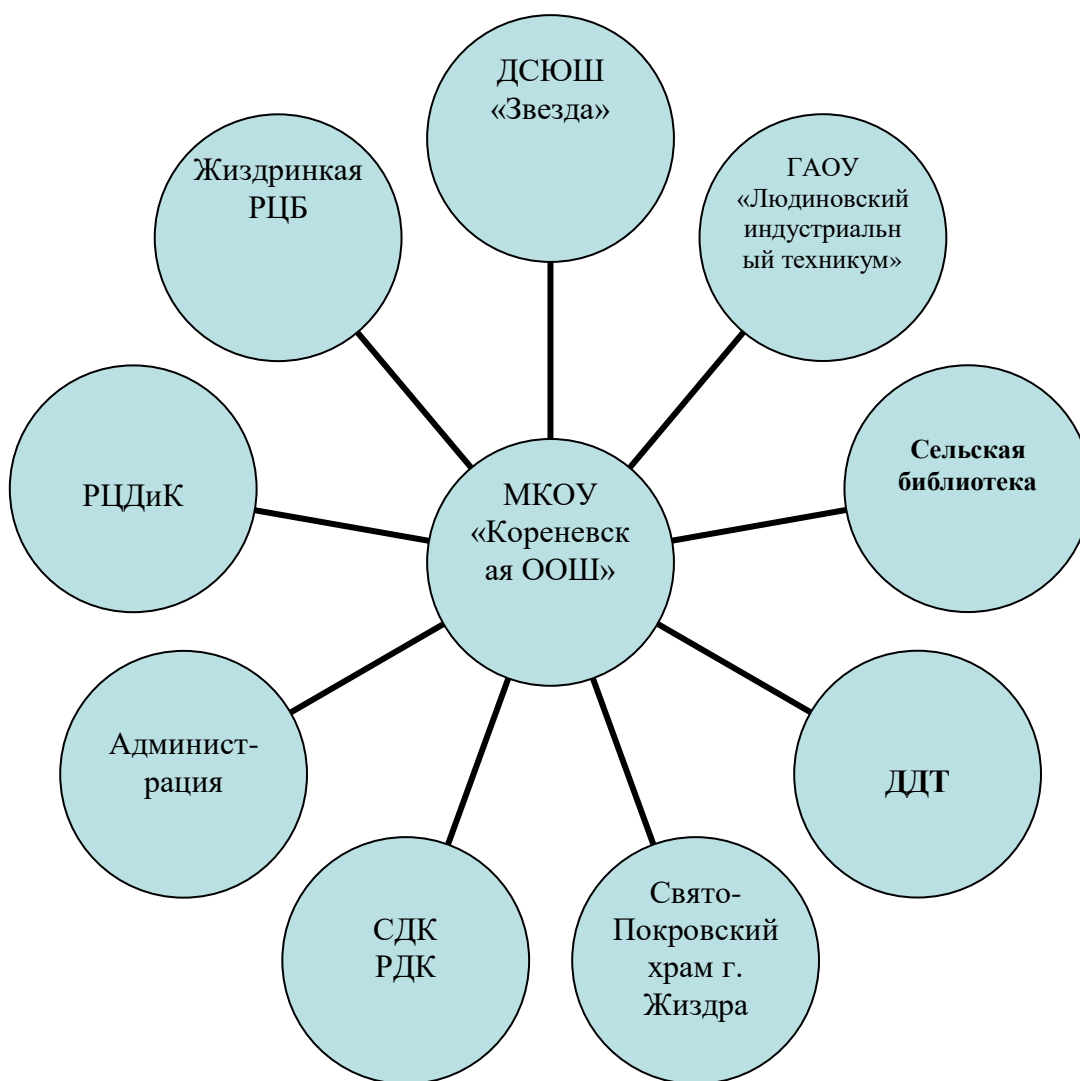 ДСЮШ
«Звезда»
Жиздринкая
РЦБ
ГАОУ
«Людиновский
индустриальн
ый техникум»
РЦДиК
МКОУ
«Кореневск
ая ООШ»
Сельская
библиотека
Админист-
рация
ДДТ
СДК
РДК
Свято-
Покровский
храм г.
Жиздра